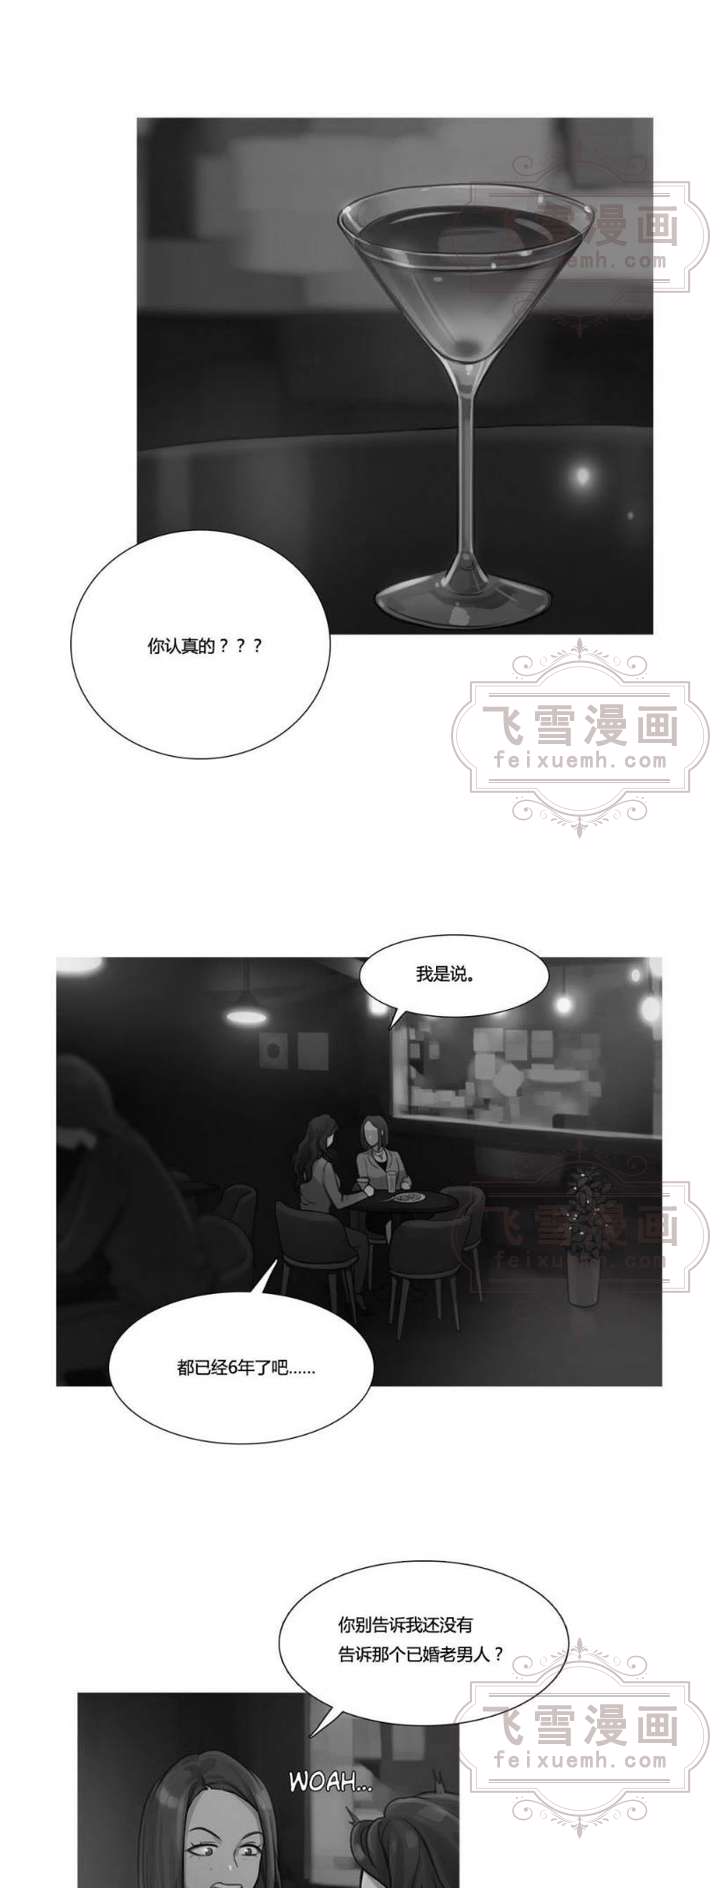 飞雪漫画
feixuemh.com
你认真的？？？
飞雪漫画
feixuemh.com
我是说。
飞雪漫画
feixuemh.com
都已经6年了吧……
你别告诉我还没有
告诉那个已婚老男人？
飞雪漫画
feixuemh.com
WOAH...